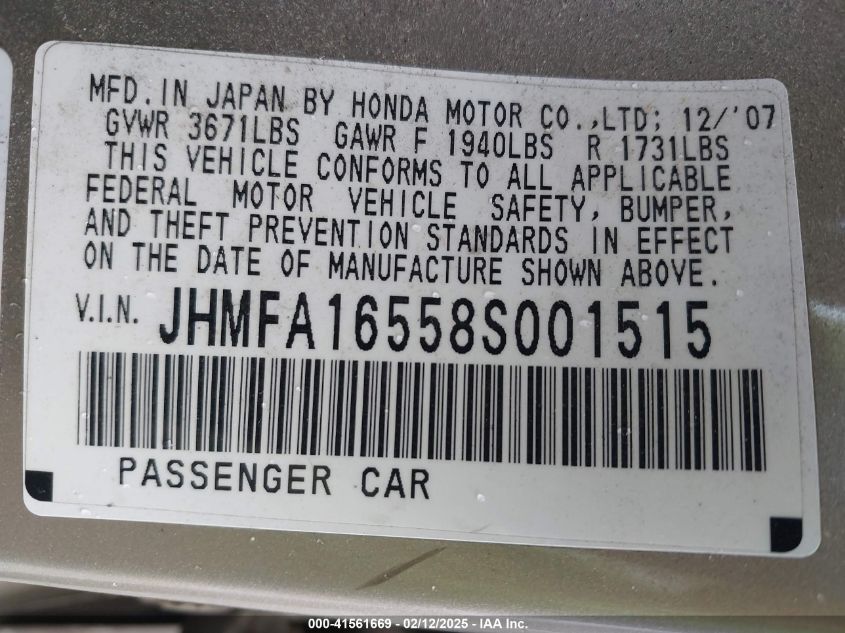 MFD. IN JAPAN BY HONDA MOTOR CO.,LTD; 12/'07
GVWR 3671LBS GAWR F 1940LBS R 1731LBS
THIS VEHICLE CONFORMS TO ALL APPLICABLE
FEDERAL MOTOR VEHICLE SAFETY, BUMPER,
AND THEFT PREVENTION STANDARDS IN EFFECT
ON THE DATE OF MANUFACTURE SHOWN ABOVE.
V.I.N. JHMFA16558S001515
PASSENGER CAR
000-41561669 - 02/12/2025 - IAA Inc.